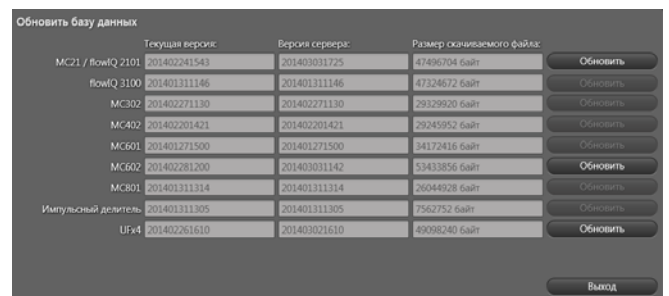 Обновить базу данных
Текущая версия: Версия сервера: Размер скачиваемого файла:
MC21 / flowIQ 2101 201402241543 201403031725 47496704 байт Обновить
flowIQ 3100 201401311146 201401311146 47324672 байт Обновить
MC302 201402271130 201402271130 29329920 байт Обновить
MC402 201402201421 201402201421 29245952 байт Обновить
MC601 201401271500 201401271500 34172416 байт Обновить
MC602 201402281200 201403031142 53433856 байт Обновить
MC801 201401311314 201401311314 26044928 байт Обновить
Импульсный делитель 201401311305 201401311305 7562752 байт Обновить
UFx4 201402261610 201403021610 49098240 байт Обновить
Выход